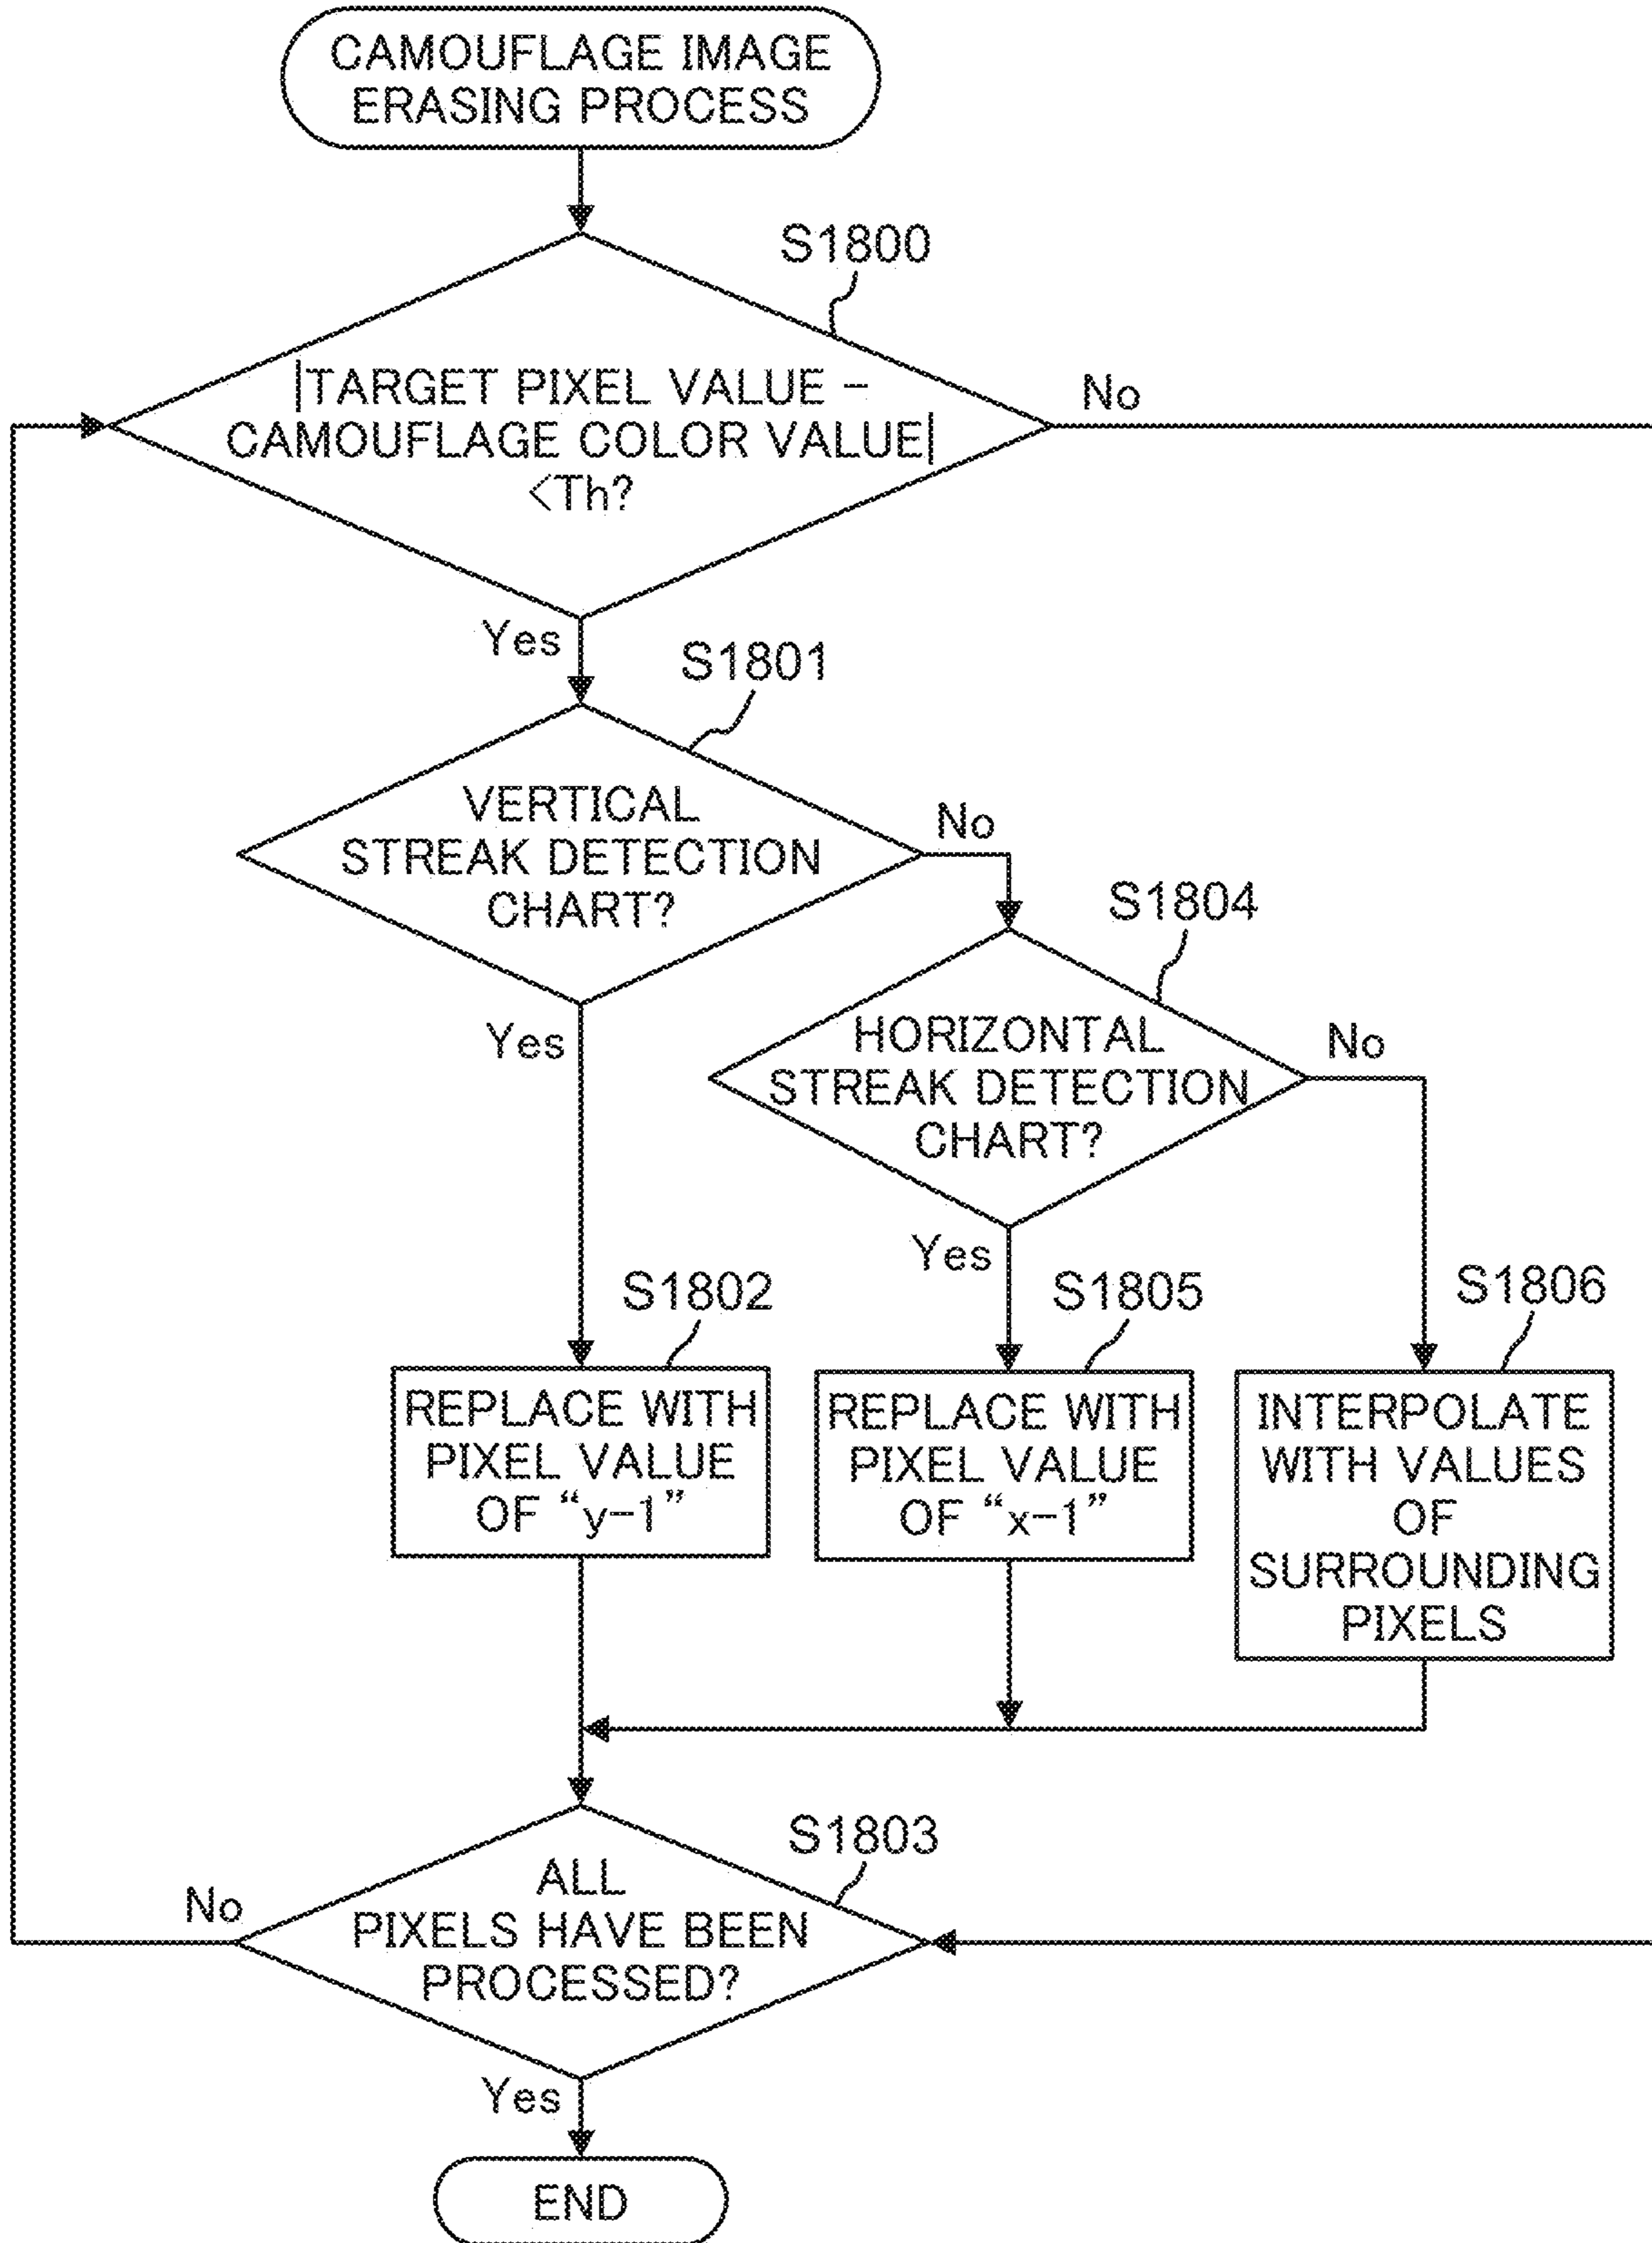 CAMOUFLAGE IMAGE
ERASING PROCESS
S1800
|TARGET PIXEL VALUE -
CAMOUFLAGE COLOR VALUE|
<Th?
No
Yes
S1801
VERTICAL
STREAK DETECTION
CHART?
No
Yes
S1804
HORIZONTAL
STREAK DETECTION
CHART?
No
Yes
S1802
REPLACE WITH
PIXEL VALUE
OF “y-1”
S1805
REPLACE WITH
PIXEL VALUE
OF “x-1”
S1806
INTERPOLATE
WITH VALUES
OF
SURROUNDING
PIXELS
S1803
ALL
PIXELS HAVE BEEN
PROCESSED?
No
Yes
END